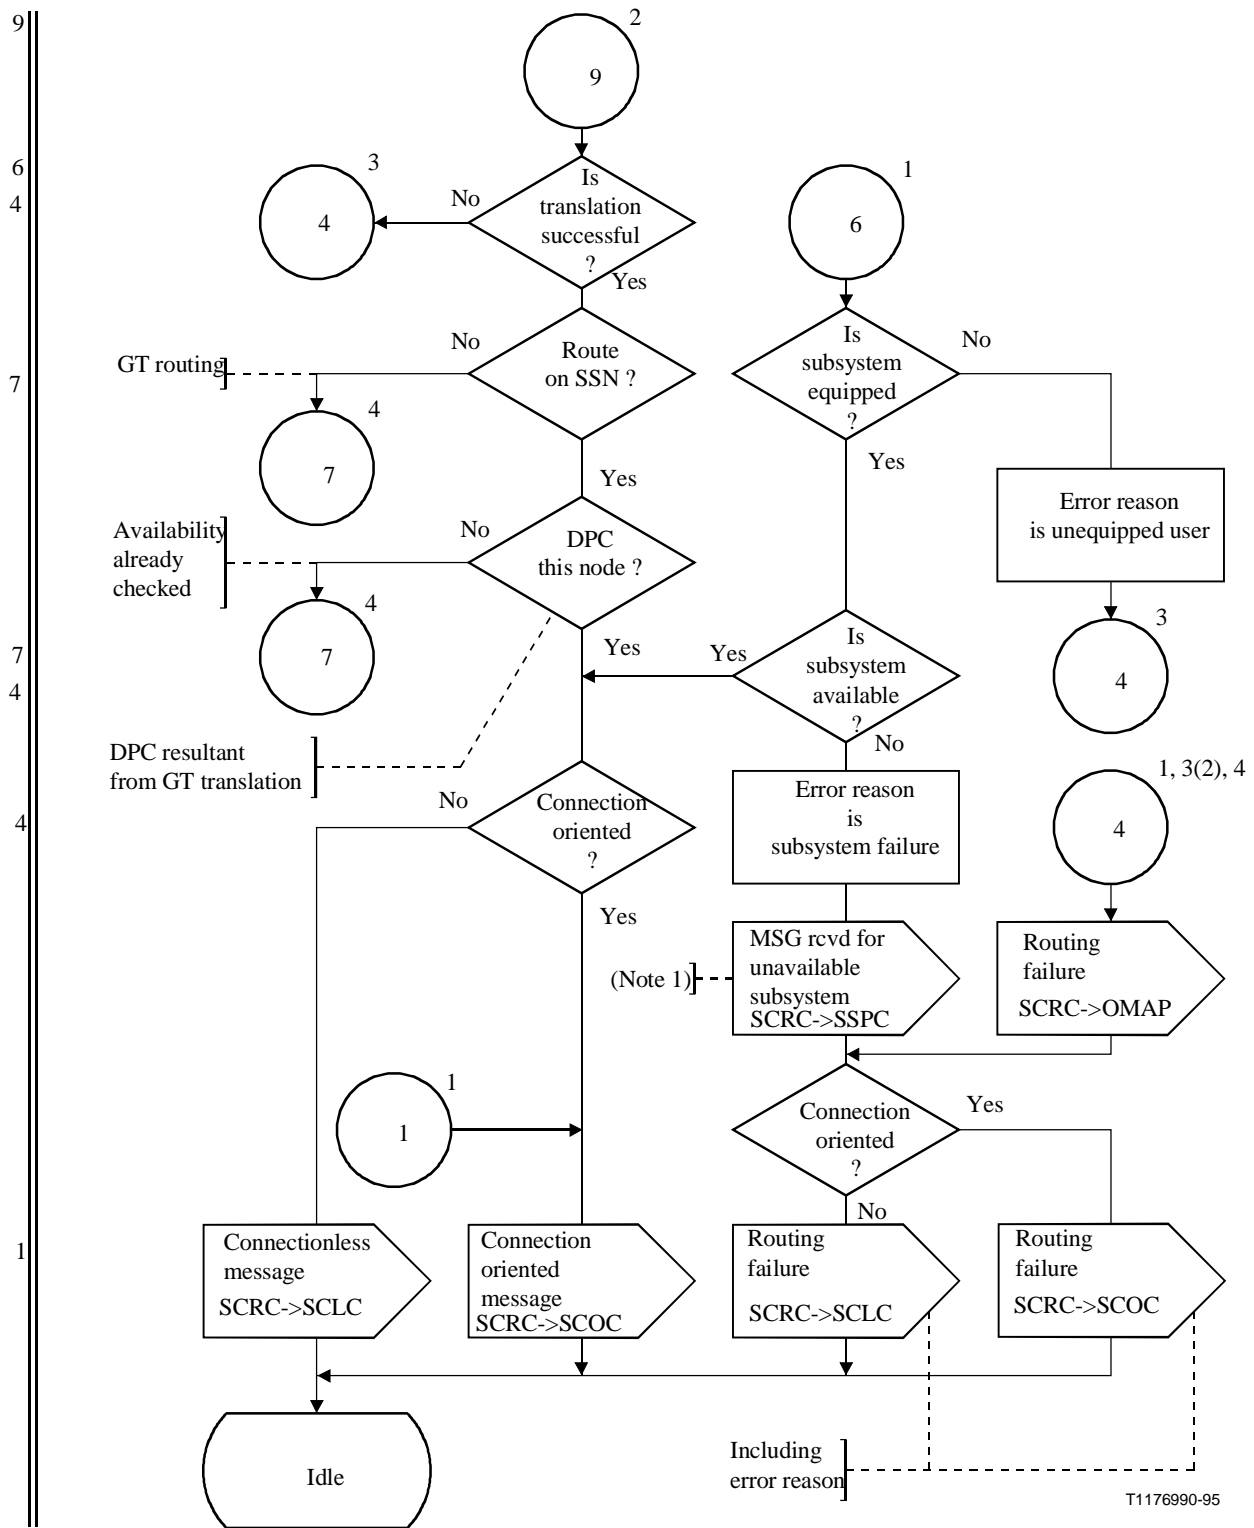 9
2
9
6
4
3
4
No
Is
translation
successful
?
Yes
1
6
GT routing
No
Route
on SSN ?
Is
subsystem
equipped
?
No
7
4
7
Yes
Yes
Error reason
is unequipped user
Availability
already
checked
No
DPC
this node ?
4
7
3
4
7
4
Yes
Yes
Is
subsystem
available
?
No
DPC resultant
from GT translation
1, 3(2), 4
4
4
No
Connection
oriented
?
Yes
Error reason
is
subsystem failure
(Note 1)
MSG rcvd for
unavailable
subsystem
SCRC->SSPC
Routing
failure
SCRC->OMAP
1
1
Connection
oriented
?
Yes
No
1
Connectionless
message
SCRC->SCLC
Connection
oriented
message
SCRC->SCOC
Routing
failure
SCRC->SCLC
Routing
failure
SCRC->SCOC
Idle
Including
error reason
T1176990-95